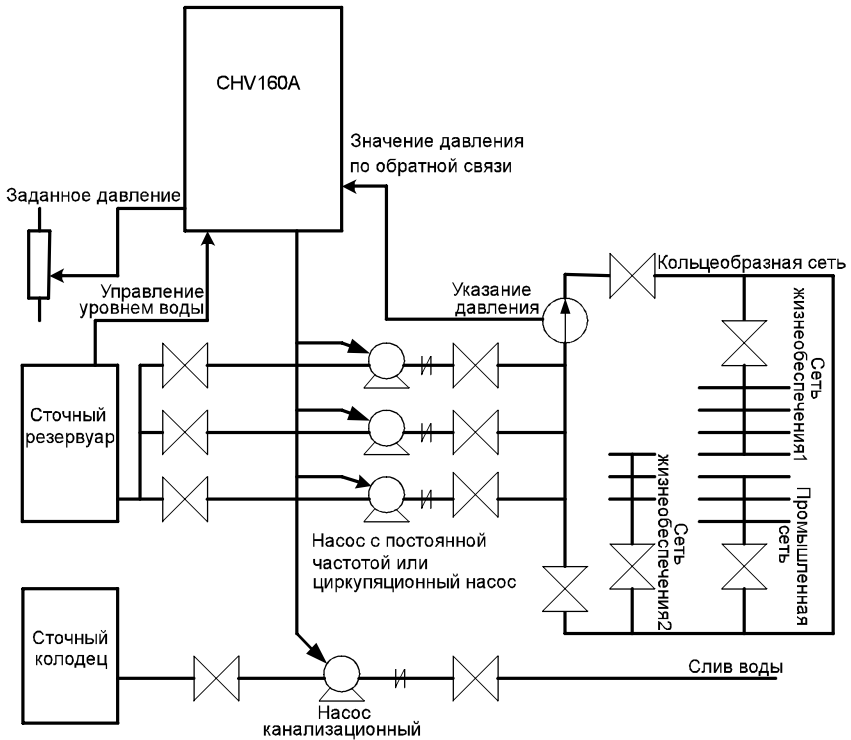 CHV160A
Значение давления
по обратной связи
Заданное давление
Управление
уровнем воды
Указание
давления
Кольцеобразная сеть
Сеть
жизнеобеспечения1
Сточный
резервуар
Сеть
жизнеобеспечения2
Промышленная
сеть
Насос с постоянной
частотой или
циркупяционный насос
Сточный
колодец
Насос
канализационный
Слив воды